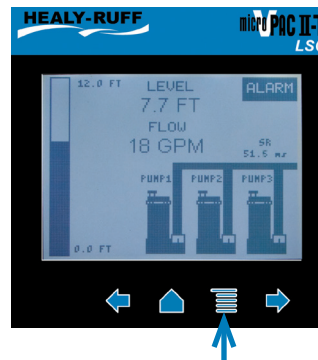 HEALY-RUFF
micro VPAC II-T
LSC
12.0 FT
LEVEL
ALARM
7.7 FT
FLOW
18 GPM
SR
51.5 mz
PUMP1
PUMP2
PUMP3
0.0 FT